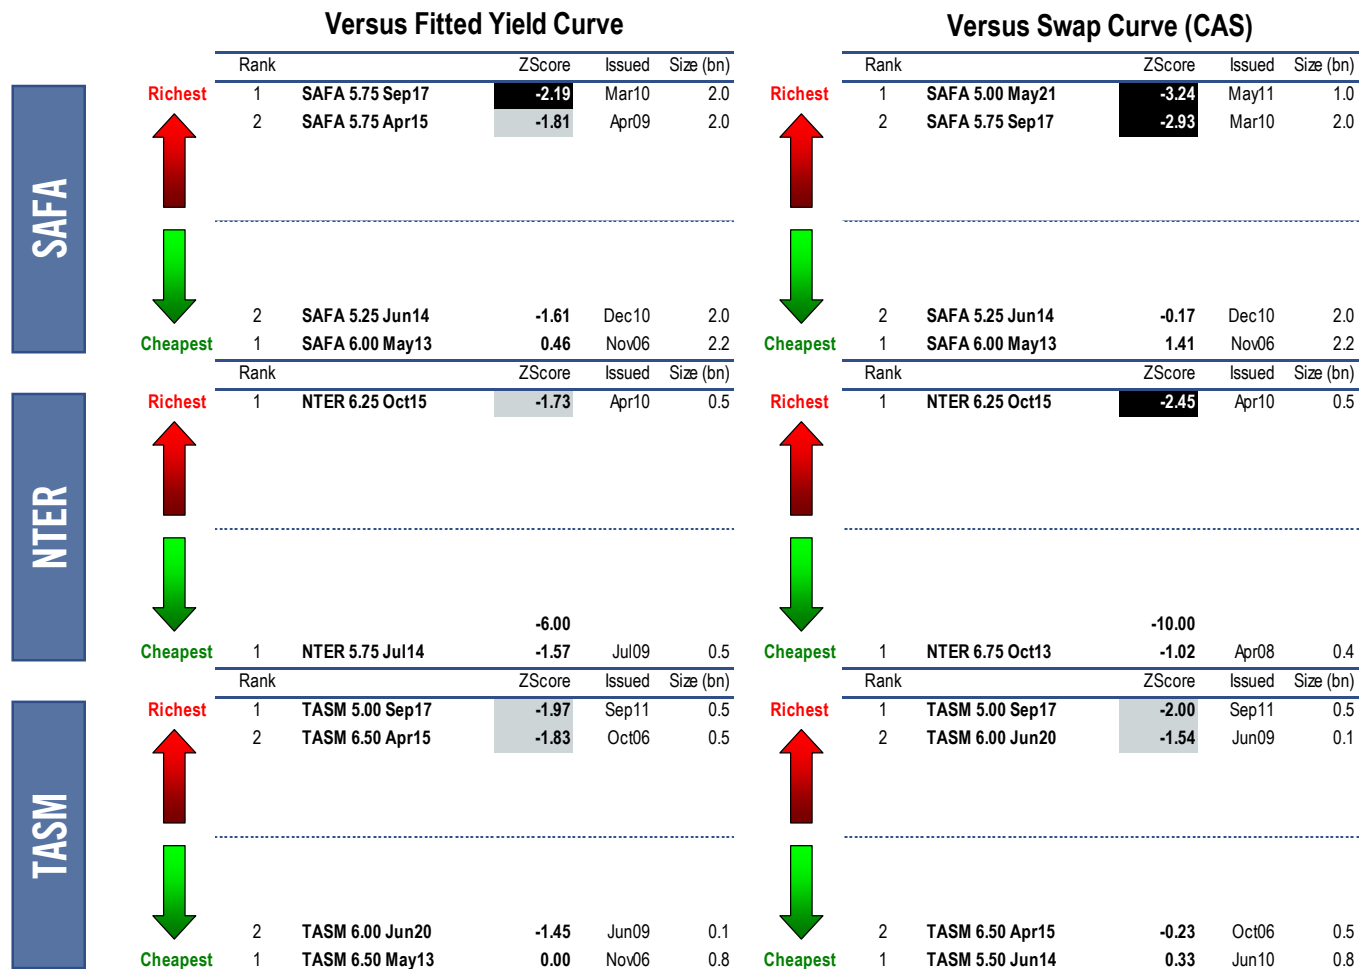 Versus Fitted Yield Curve Versus Swap Curve (CAS)
Rank ZScore Issued Size (bn) Rank ZScore Issued Size (bn)
Richest 1 SAFA 5.75 Sep17 -2.19 Mar10 2.0 Richest 1 SAFA 5.00 May21 -3.24 May11 1.0
2 SAFA 5.75 Apr15 -1.81 Apr09 2.0 2 SAFA 5.75 Sep17 -2.93 Mar10 2.0
SAFA
2 SAFA 5.25 Jun14 -1.61 Dec10 2.0 2 SAFA 5.25 Jun14 -0.17 Dec10 2.0
Cheapest 1 SAFA 6.00 May13 0.46 Nov06 2.2 Cheapest 1 SAFA 6.00 May13 1.41 Nov06 2.2
Rank ZScore Issued Size (bn) Rank ZScore Issued Size (bn)
Richest 1 NTER 6.25 Oct15 -1.73 Apr10 0.5 Richest 1 NTER 6.25 Oct15 -2.45 Apr10 0.5
NTER
-6.00 -10.00
Cheapest 1 NTER 5.75 Jul14 -1.57 Jul09 0.5 Cheapest 1 NTER 6.75 Oct13 -1.02 Apr08 0.4
Rank ZScore Issued Size (bn) Rank ZScore Issued Size (bn)
Richest 1 TASM 5.00 Sep17 -1.97 Sep11 0.5 Richest 1 TASM 5.00 Sep17 -2.00 Sep11 0.5
2 TASM 6.50 Apr15 -1.83 Oct06 0.5 2 TASM 6.00 Jun20 -1.54 Jun09 0.1
TASM
2 TASM 6.00 Jun20 -1.45 Jun09 0.1 2 TASM 6.50 Apr15 -0.23 Oct06 0.5
Cheapest 1 TASM 6.50 May13 0.00 Nov06 0.8 Cheapest 1 TASM 5.50 Jun14 0.33 Jun10 0.8